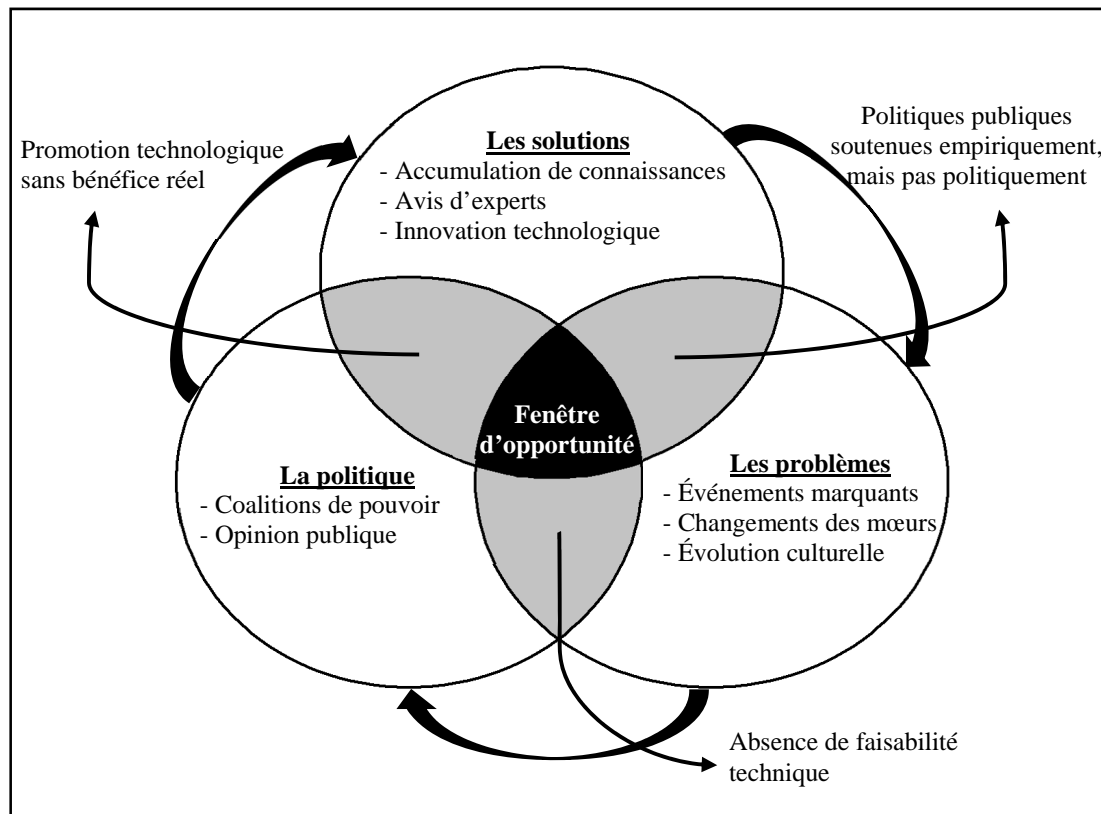 Promotion technologique
sans bénéfice réel
Les solutions
- Accumulation de connaissances
- Avis d'experts
- Innovation technologique
Politiques publiques
soutenues empiriquement,
mais pas politiquement
Fenêtre
d'opportunité
La politique
- Coalitions de pouvoir
- Opinion publique
Les problèmes
- Événements marquants
- Changements des mœurs
- Évolution culturelle
Absence de faisabilité
technique